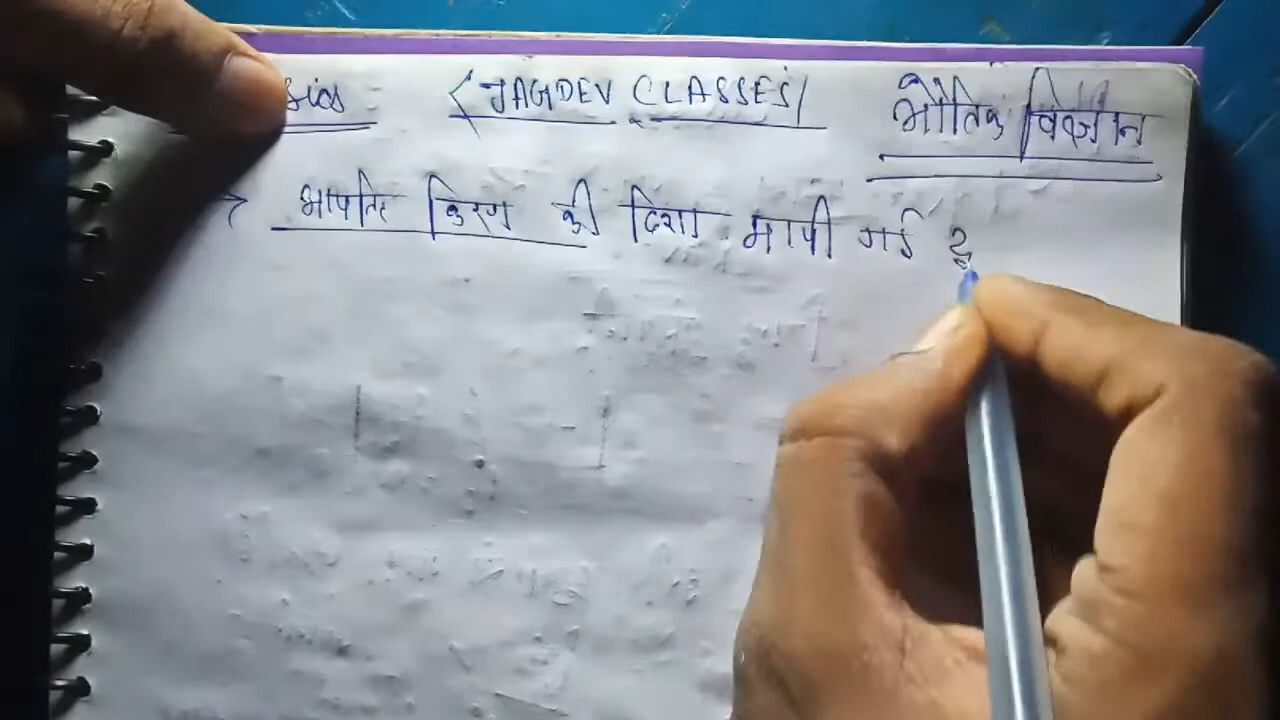 <JAGDEV CLASSES/ भौतिक विज्ञान
→ आपतित किरण की दिशा मापी गई